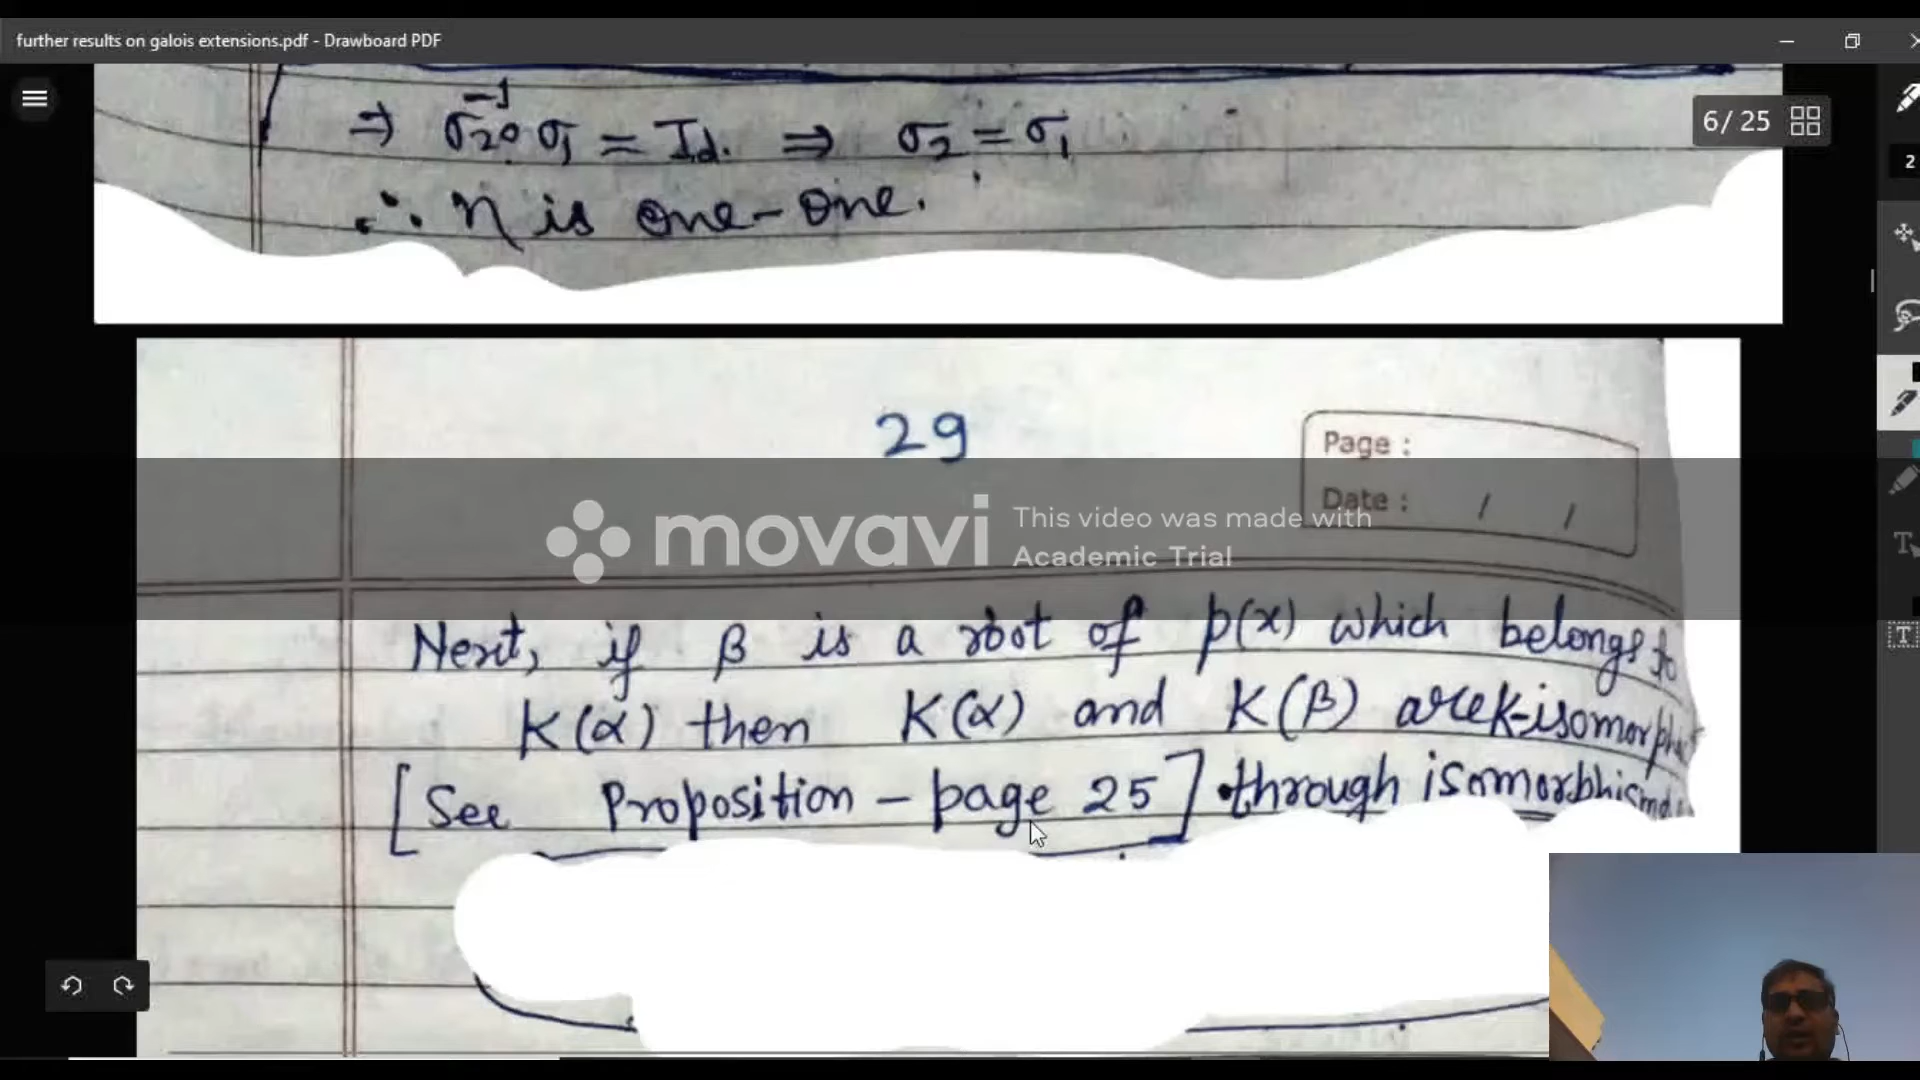 further results on galois extensions.pdf - Drawboard PDF
6 / 25
2
⇒ σ₂⁻¹∘σ₁ = Id. ⇒ σ₂ = σ₁
∴ η is one-one.
29
Page :
Date : / /
movavi This video was made with
Academic Trial
Next, if β is a root of p(x) which belongs to
K(α) then K(α) and K(β) are K-isomorphic
[See Proposition – page 25] through isomorphism